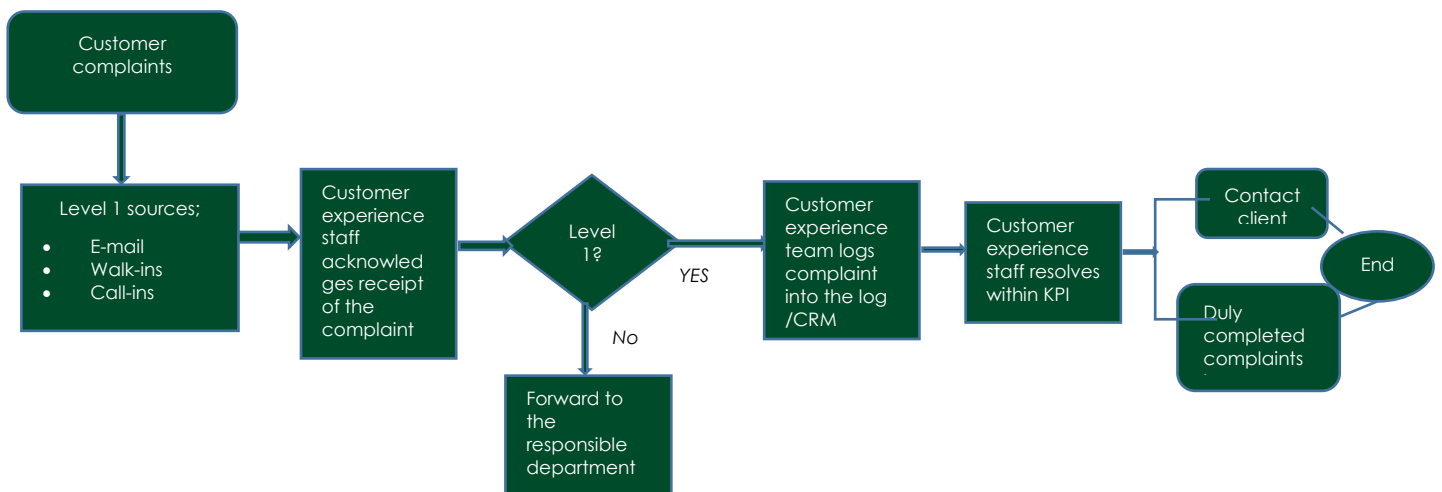 Customer
complaints
Level 1 sources;
• E-mail
• Walk-ins
• Call-ins
Customer
experience
staff
acknowled
ges receipt
of the
complaint
Level
1?
YES
No
Forward to
the
responsible
department
Customer
experience
team logs
complaint
into the log
/CRM
Customer
experience
staff resolves
within KPI
Contact
client
Duly
completed
complaints
End